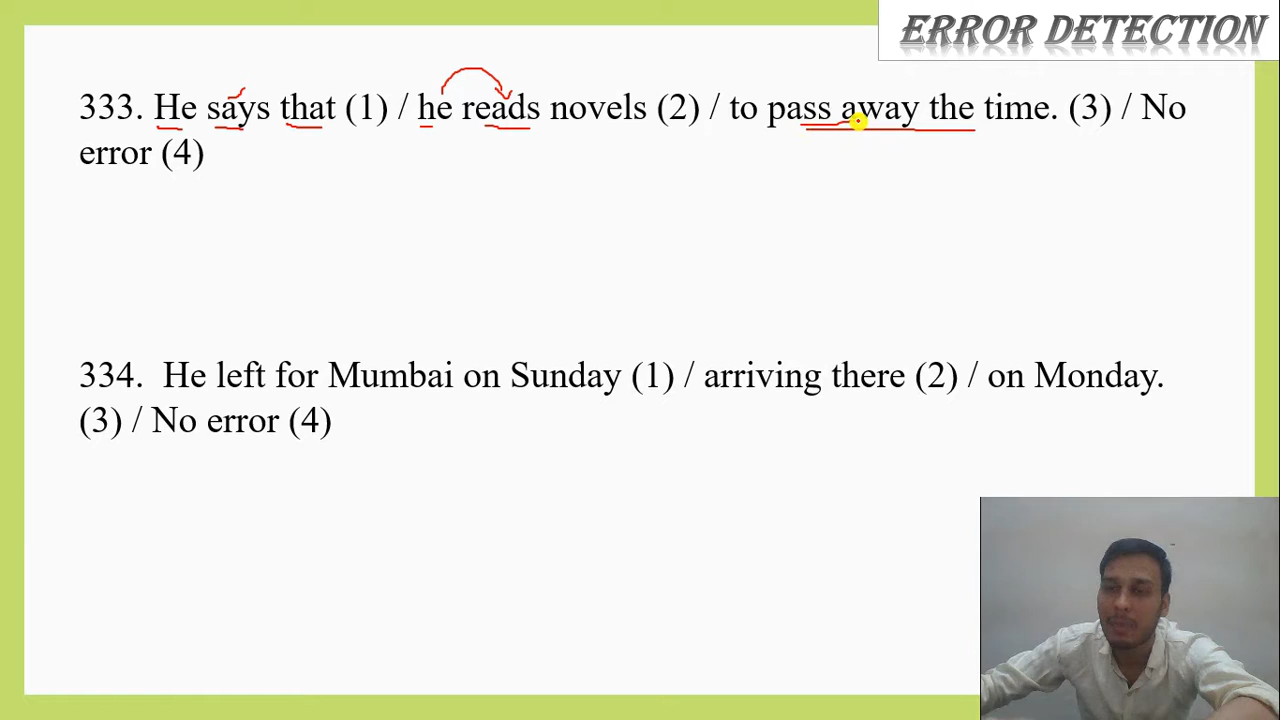 ERROR DETECTION
333. He says that (1) / he reads novels (2) / to pass away the time. (3) / No
error (4)
334. He left for Mumbai on Sunday (1) / arriving there (2) / on Monday.
(3) / No error (4)